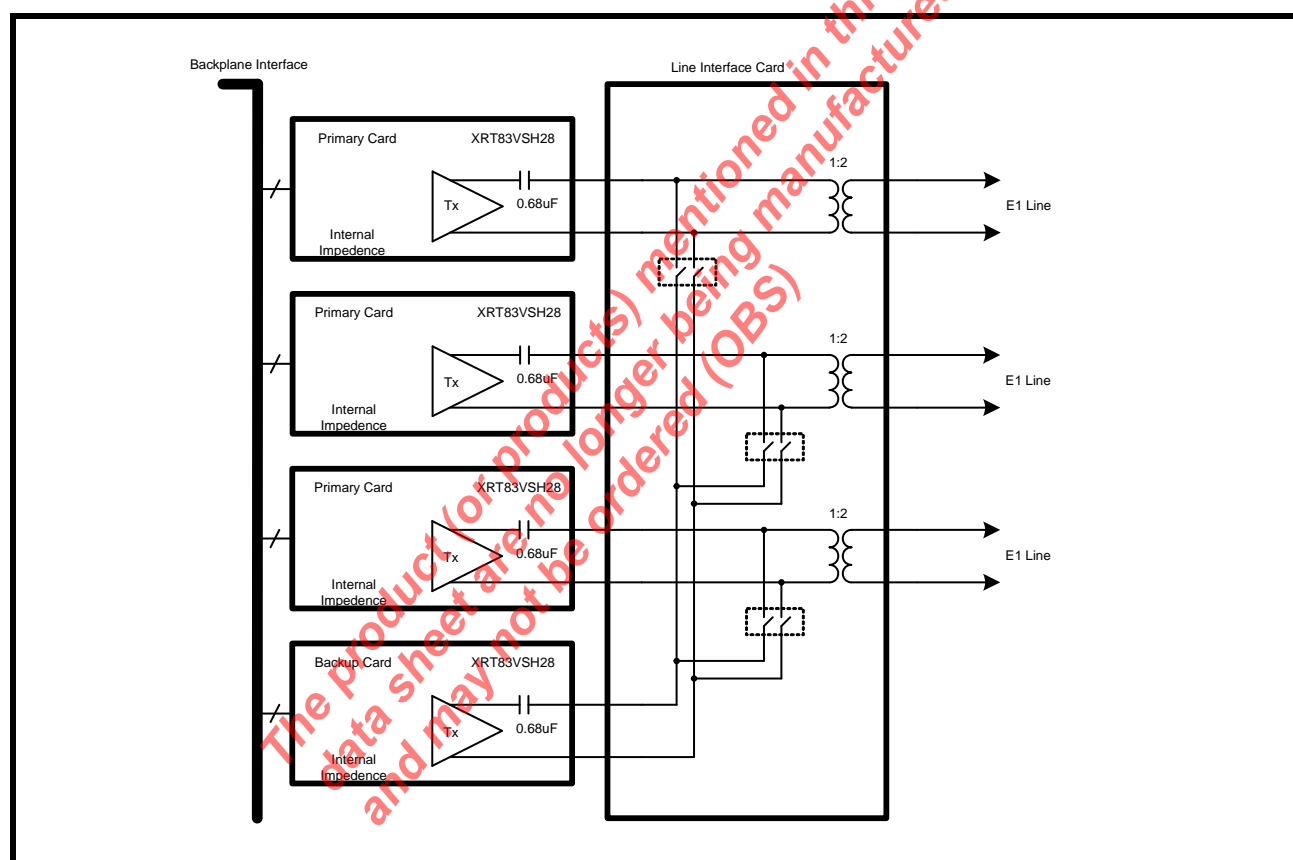 Backplane Interface
Line Interface Card
Primary Card XRT83VSH28
Tx
0.68uF
Internal
Impedence
1:2
E1 Line
Primary Card XRT83VSH28
Tx
0.68uF
Internal
Impedence
1:2
E1 Line
Primary Card XRT83VSH28
Tx
0.68uF
Internal
Impedence
1:2
E1 Line
Backup Card XRT83VSH28
Tx
0.68uF
Internal
Impedence
The product (or products) mentioned in
data sheet are no longer being manufactured
and may not be ordered (OBS)